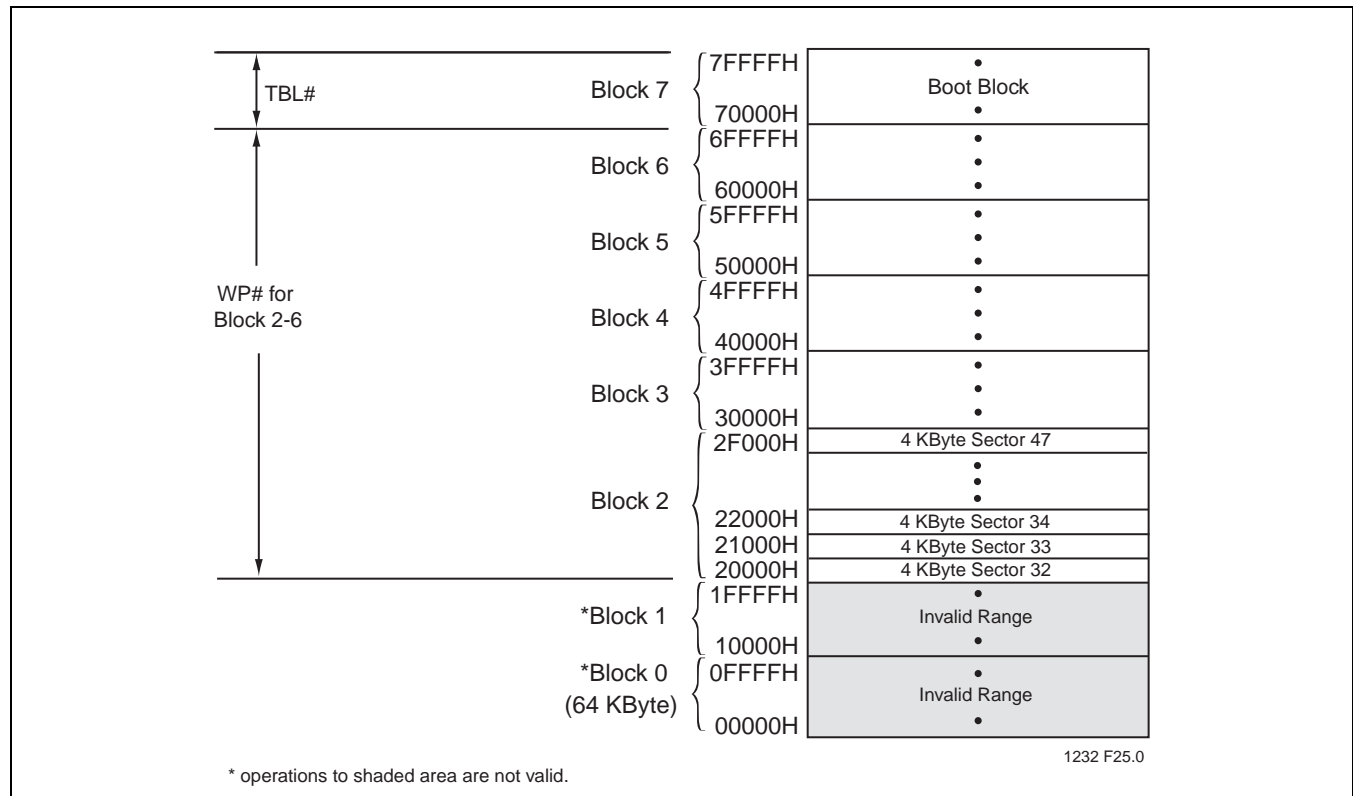 TBL#
Block 7
7FFFFH
Boot Block
70000H
Block 6
6FFFFH
60000H
Block 5
5FFFFH
50000H
WP# for
Block 2-6
Block 4
4FFFFH
40000H
Block 3
3FFFFH
30000H
Block 2
2F000H
4 KByte Sector 47
22000H
4 KByte Sector 34
21000H
4 KByte Sector 33
20000H
4 KByte Sector 32
*Block 1
1FFFFH
Invalid Range
10000H
*Block 0
(64 KByte)
0FFFFH
Invalid Range
00000H
1232 F25.0
* operations to shaded area are not valid.